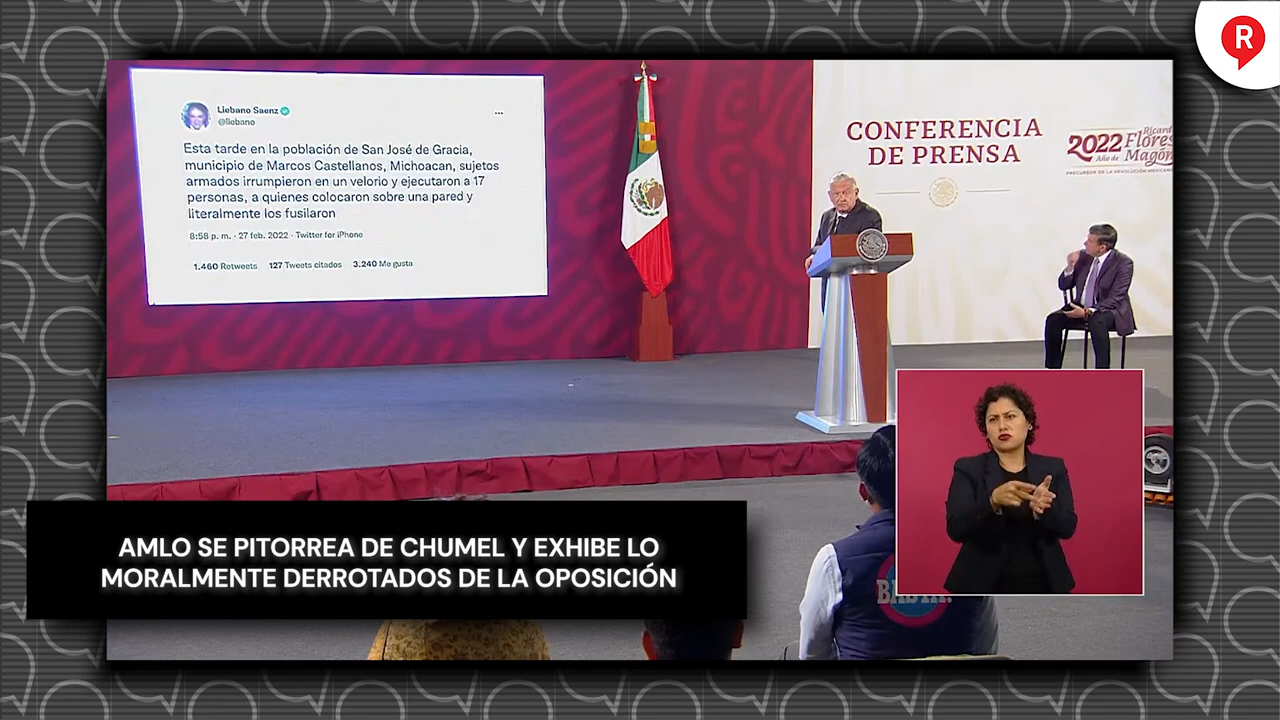 R
Liebano Saenz
@liebano
Esta tarde en la población de San José de Gracia,
municipio de Marcos Castellanos, Michoacan, sujetos
armados irrumpieron en un velorio y ejecutaron a 17
personas, a quienes colocaron sobre una pared y
literalmente los fusilaron
8:58 p. m. · 27 feb. 2022 · Twitter for iPhone
1.460 Retweets 127 Tweets citados 3.240 Me gusta
CONFERENCIA
DE PRENSA
2022 Ricardo
Año de Flores
Magón
PRECURSOR DE LA REVOLUCIÓN MEXICANA
AMLO SE PITORREA DE CHUMEL Y EXHIBE LO
MORALMENTE DERROTADOS DE LA OPOSICIÓN